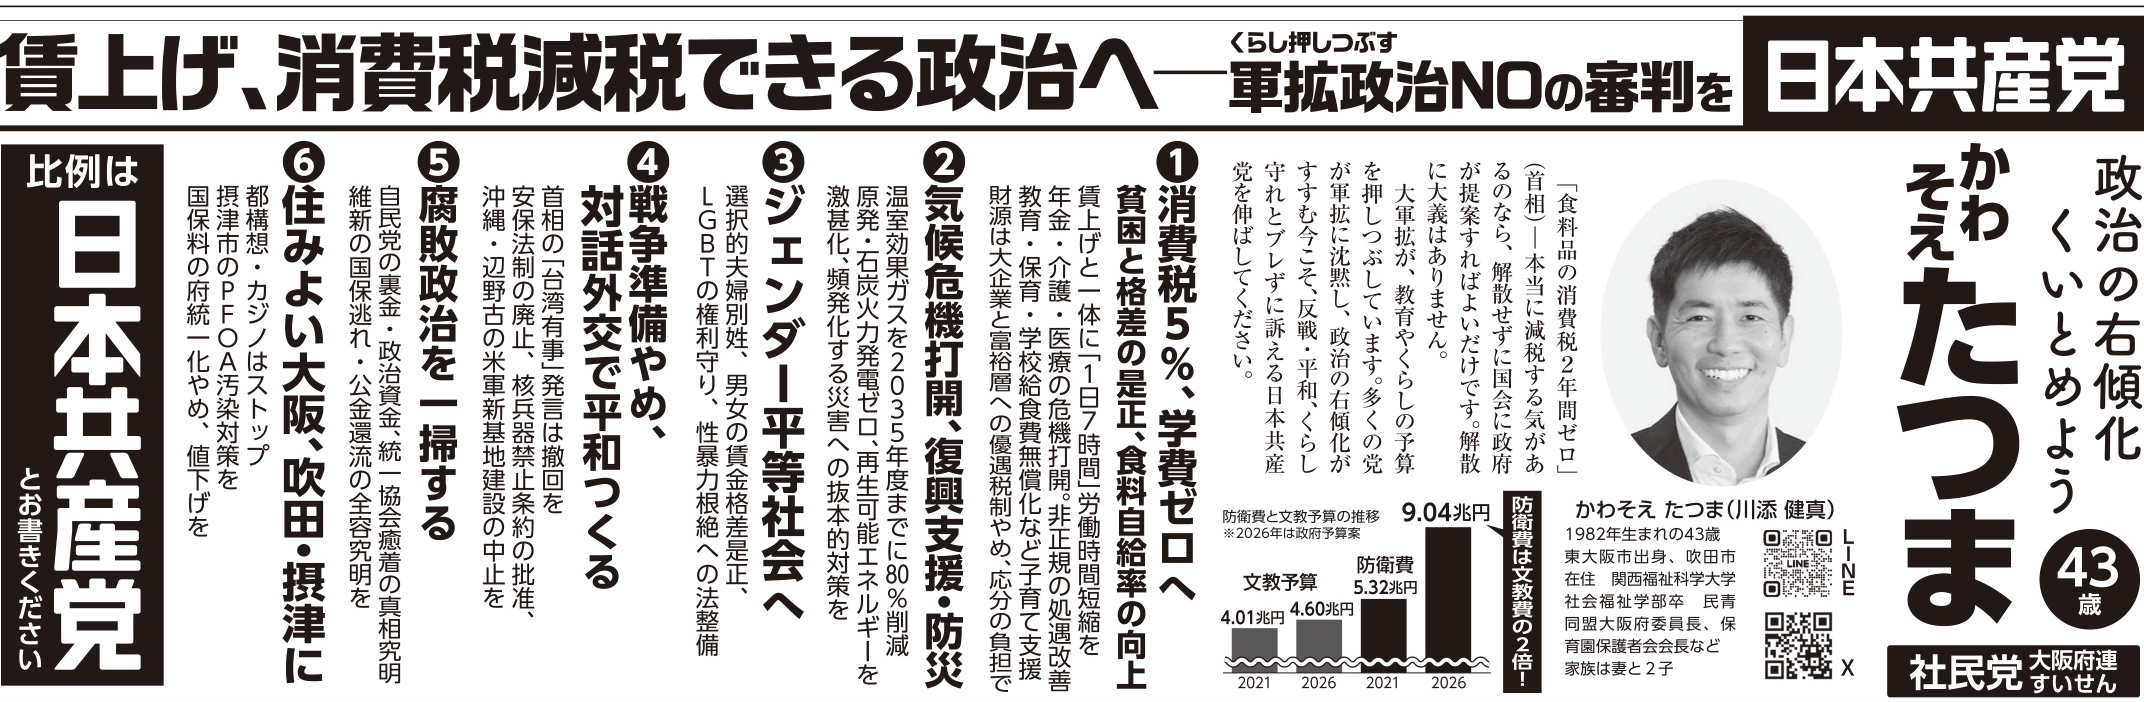 賃上げ、消費税減税できる政治へ―
くらし押しつぶす
軍拡政治NOの審判を
日本共産党
政治の右傾化
くいとめよう
かわ
そえ
たつま
43
歳
社民党
大阪府連
すいせん
かわそえ たつま(川添 健真)
1982年生まれの43歳
東大阪市出身、吹田市
在住　関西福祉科学大学
社会福祉学部卒　民青
同盟大阪府委員長、保
育園保護者会会長など
家族は妻と2子
LINE
LINE
X
「食料品の消費税2年間ゼロ」
(首相)―本当に減税する気があ
るのなら、解散せずに国会に政府
が提案すればよいだけです。解散
に大義はありません。
大軍拡が、教育やくらしの予算
を押しつぶしています。多くの党
が軍拡に沈黙し、政治の右傾化が
すすむ今こそ、反戦・平和、くらし
守れとブレずに訴える日本共産
党を伸ばしてください。
防衛費は文教費の2倍!
防衛費と文教予算の推移
※2026年は政府予算案
文教予算
4.01兆円
4.60兆円
防衛費
5.32兆円
9.04兆円
2021
2026
2021
2026
❶消費税5%、学費ゼロへ
貧困と格差の是正、食料自給率の向上
賃上げと一体に「1日7時間」労働時間短縮を
年金・介護・医療の危機打開。非正規の処遇改善
教育・保育・学校給食費無償化など子育て支援
財源は大企業と富裕層への優遇税制やめ、応分の負担で
❷気候危機打開、復興支援・防災
温室効果ガスを2035年度までに80%削減
原発・石炭火力発電ゼロ、再生可能エネルギーを
激甚化、頻発化する災害への抜本的対策を
❸ジェンダー平等社会へ
選択的夫婦別姓、男女の賃金格差是正、
LGBTの権利守り、性暴力根絶への法整備
❹戦争準備やめ、
対話外交で平和つくる
首相の「台湾有事」発言は撤回を
安保法制の廃止、核兵器禁止条約の批准、
沖縄・辺野古の米軍新基地建設の中止を
❺腐敗政治を一掃する
自民党の裏金・政治資金、統一協会癒着の真相究明
維新の国保逃れ・公金還流の全容究明を
❻住みよい大阪、吹田・摂津に
都構想・カジノはストップ
摂津市のPFOA汚染対策を
国保料の府統一化やめ、値下げを
比例は
日本共産党
とお書きください